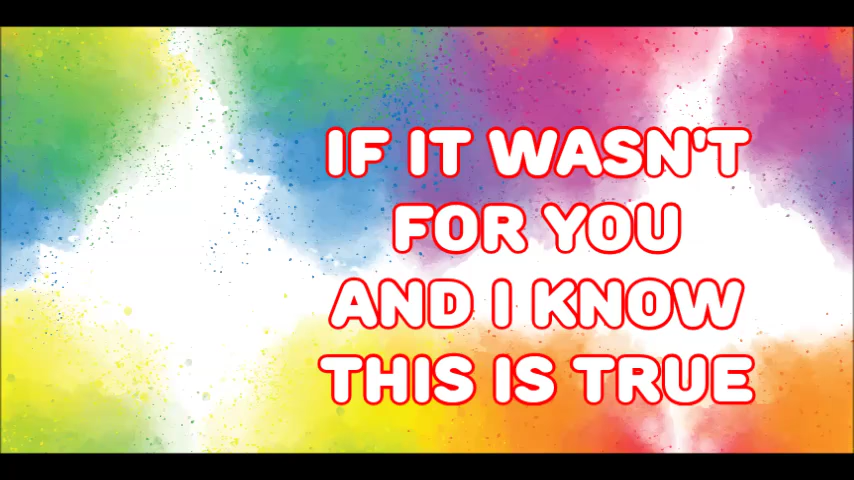 IF IT WASN'T
FOR YOU
AND I KNOW
THIS IS TRUE